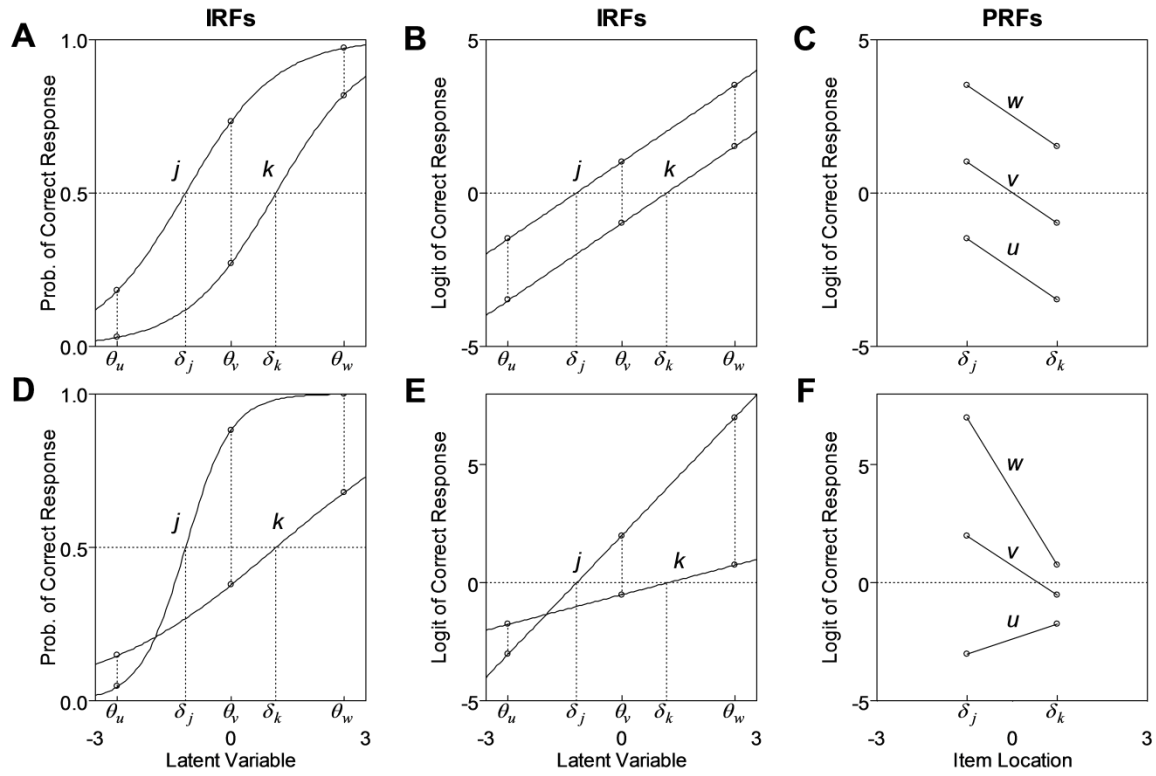 IRFs IRFs PRFs
A
Prob. of Correct Response
1.0
0.5
0.0
j
k
θu δj θv δk θw
B
Logit of Correct Response
5
0
-5
j
k
θu δj θv δk θw
C
Logit of Correct Response
5
0
-5
w
v
u
δj δk
D
Prob. of Correct Response
1.0
0.5
0.0
j
k
θu δj θv δk θw
-3 0 3
Latent Variable
E
Logit of Correct Response
5
0
-5
j
k
θu δj θv δk θw
-3 0 3
Latent Variable
F
Logit of Correct Response
5
0
-5
w
v
u
δj δk
-3 0 3
Item Location